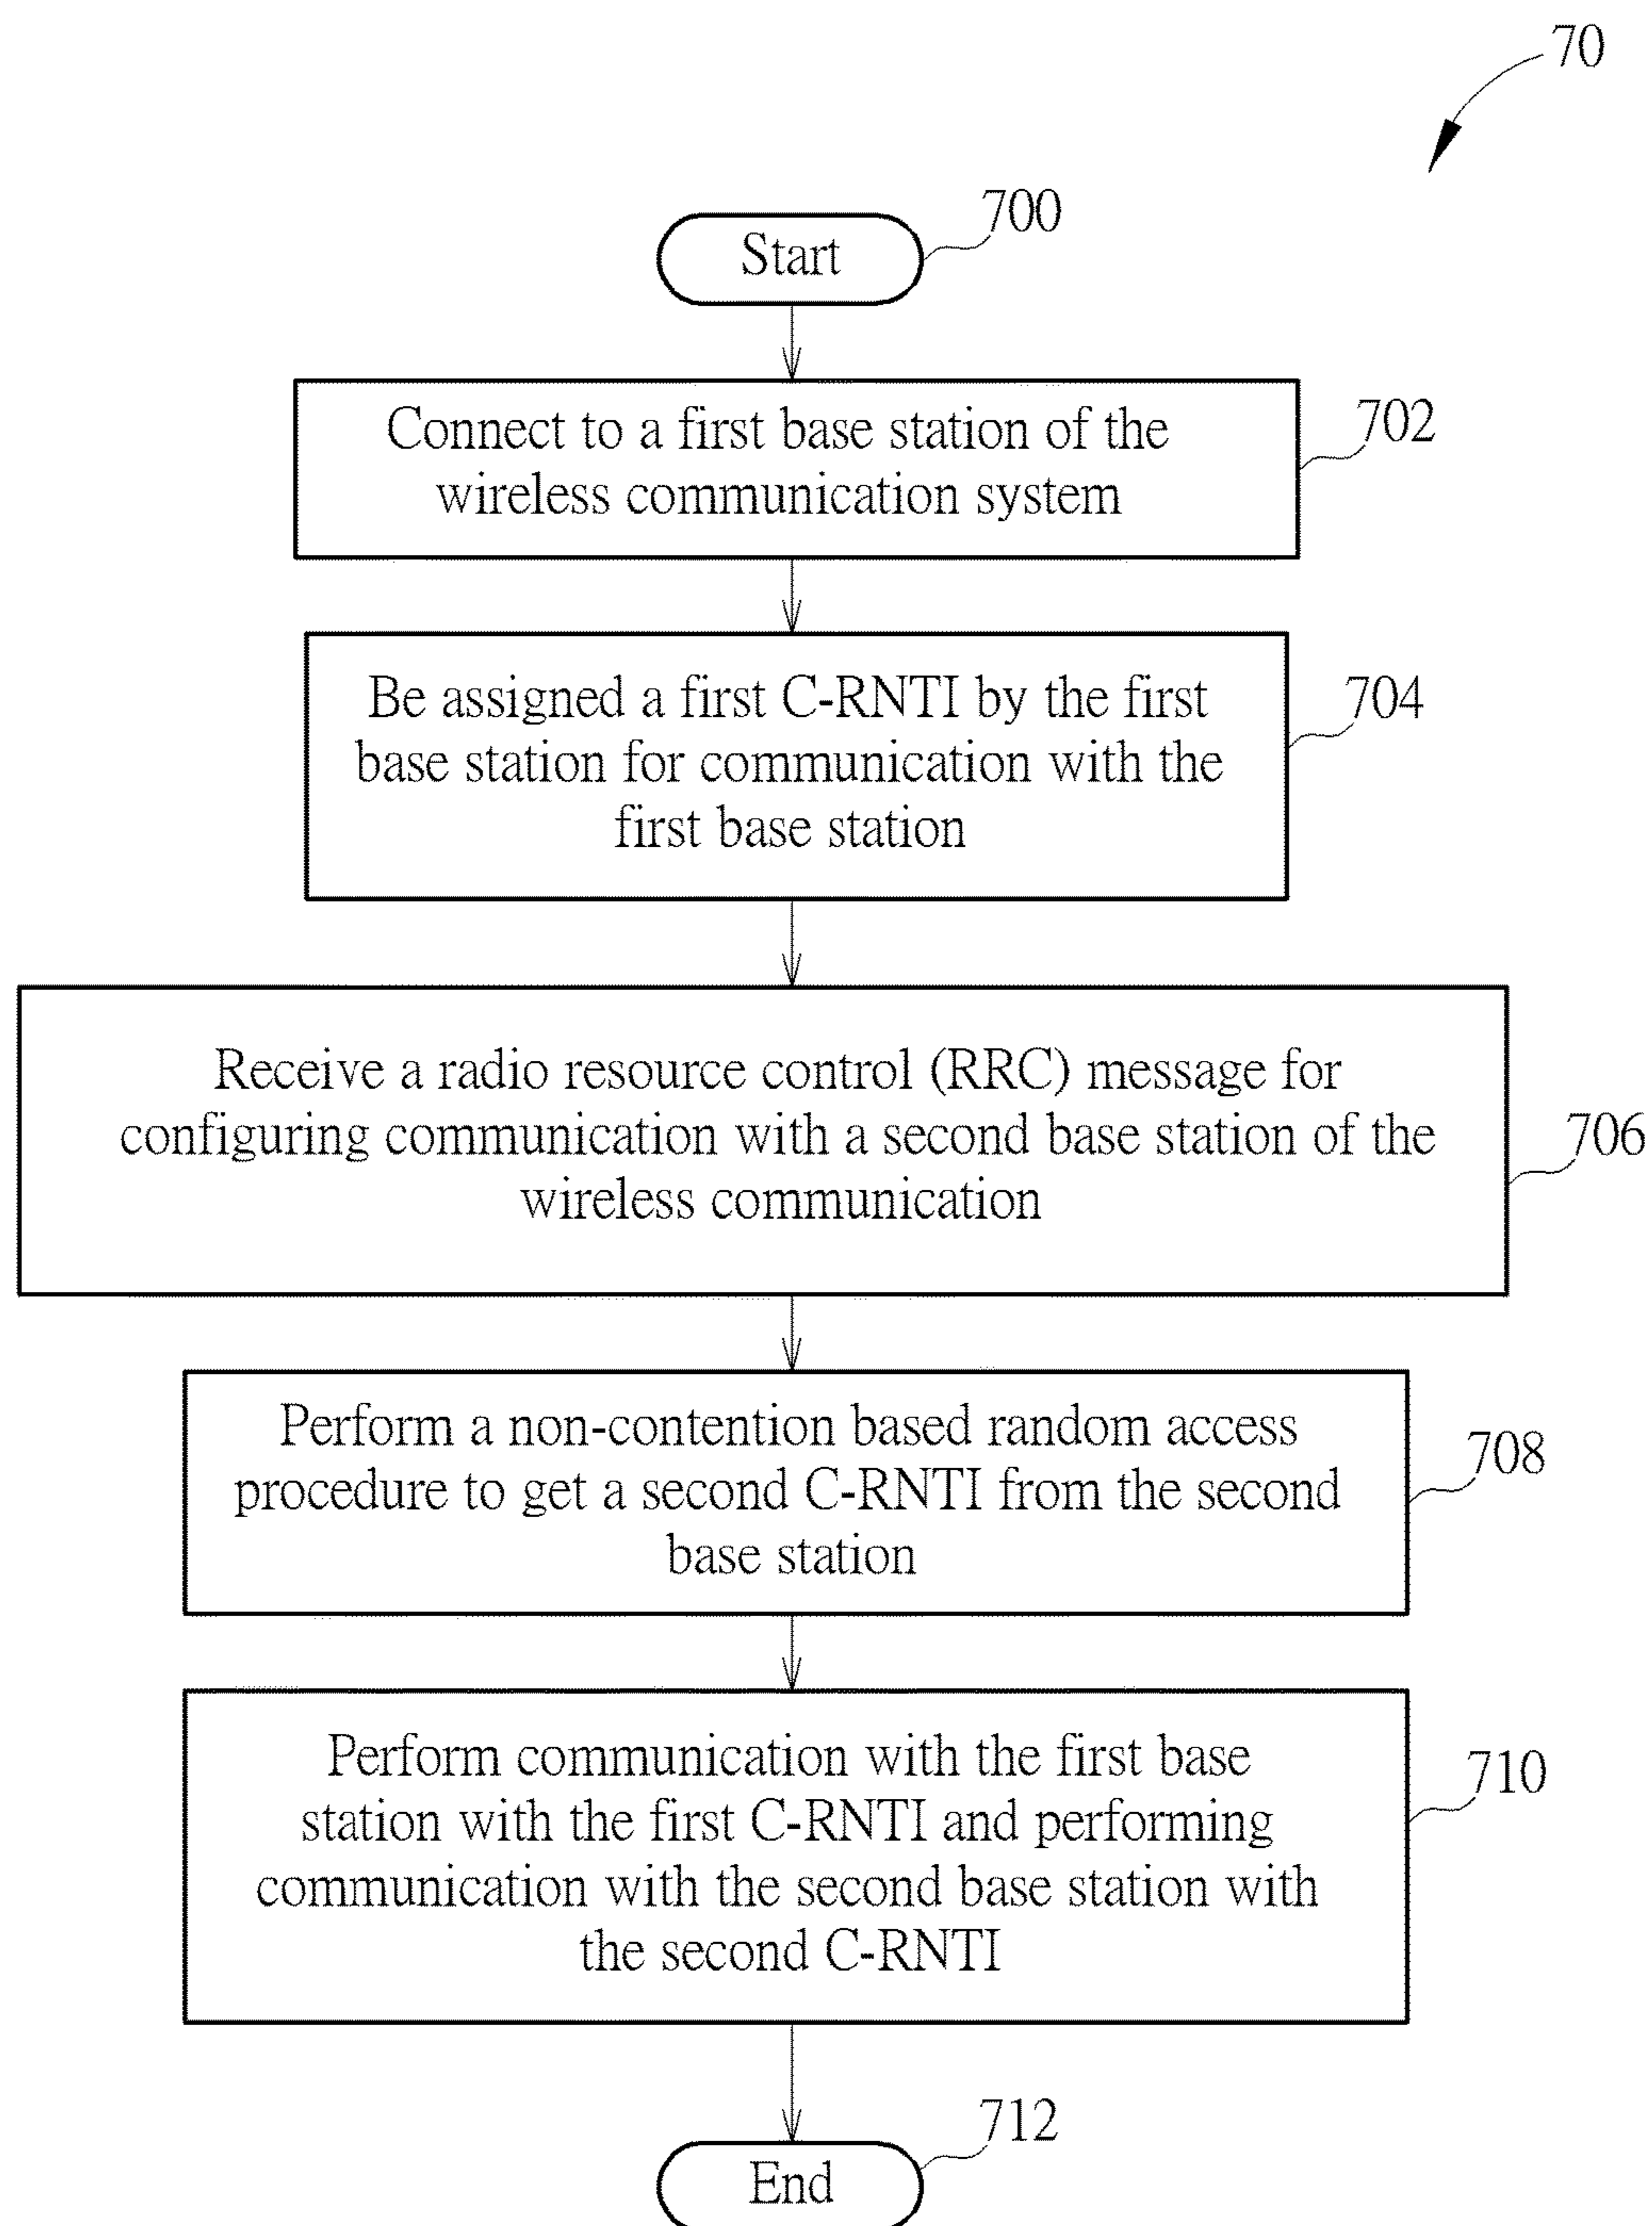 70
Start
700
Connect to a first base station of the
wireless communication system
702
Be assigned a first C-RNTI by the first
base station for communication with the
first base station
704
Receive a radio resource control (RRC) message for
configuring communication with a second base station of the
wireless communication
706
Perform a non-contention based random access
procedure to get a second C-RNTI from the second
base station
708
Perform communication with the first base
station with the first C-RNTI and performing
communication with the second base station with
the second C-RNTI
710
End
712